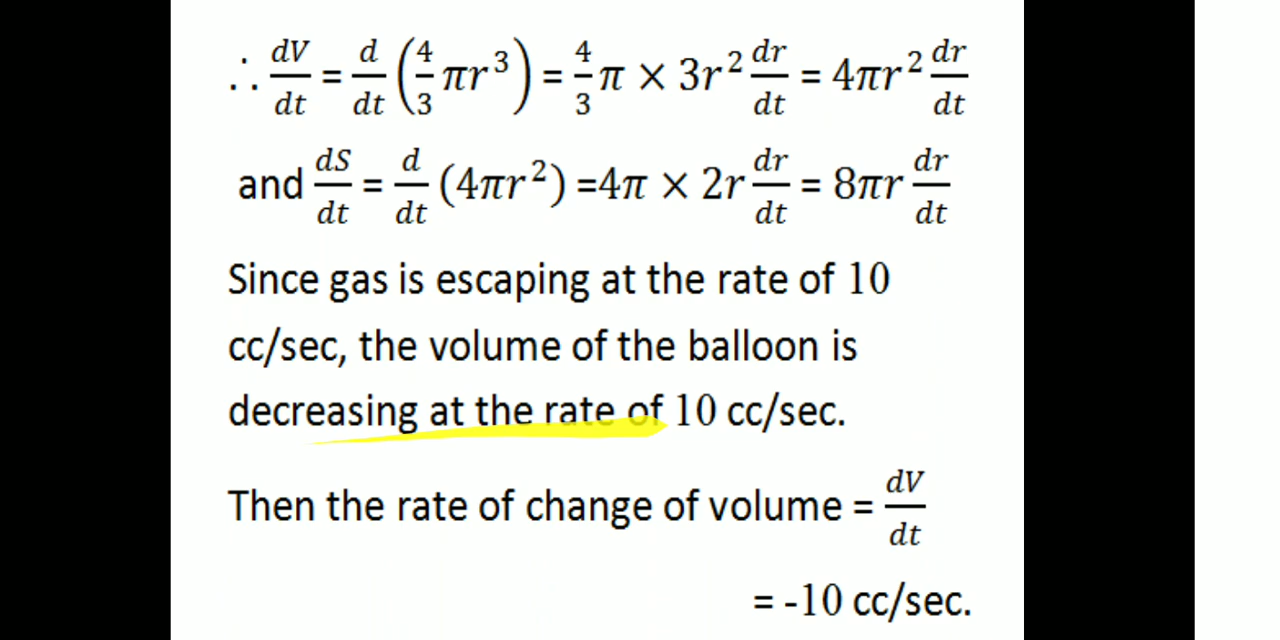 ∴ dV/dt = d/dt (4/3 πr³) = 4/3 π × 3r² dr/dt = 4πr² dr/dt
and dS/dt = d/dt (4πr²) =4π × 2r dr/dt = 8πr dr/dt
Since gas is escaping at the rate of 10
cc/sec, the volume of the balloon is
decreasing at the rate of 10 cc/sec.
Then the rate of change of volume = dV/dt
= -10 cc/sec.